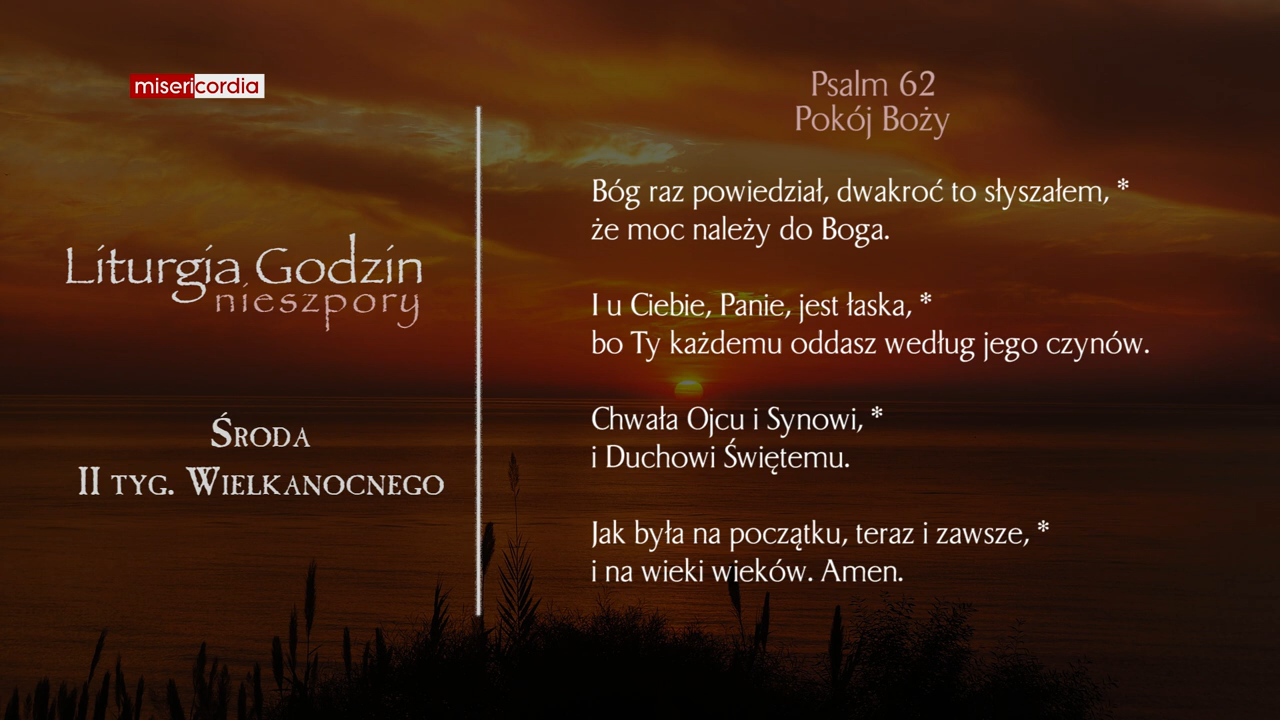 misericordia
Liturgia Godzin
nieszpory
Środa
II tyg. Wielkanocnego
Psalm 62
Pokój Boży
Bóg raz powiedział, dwakroć to słyszałem, *
że moc należy do Boga.
I u Ciebie, Panie, jest łaska, *
bo Ty każdemu oddasz według jego czynów.
Chwała Ojcu i Synowi, *
i Duchowi Świętemu.
Jak była na początku, teraz i zawsze, *
i na wieki wieków. Amen.